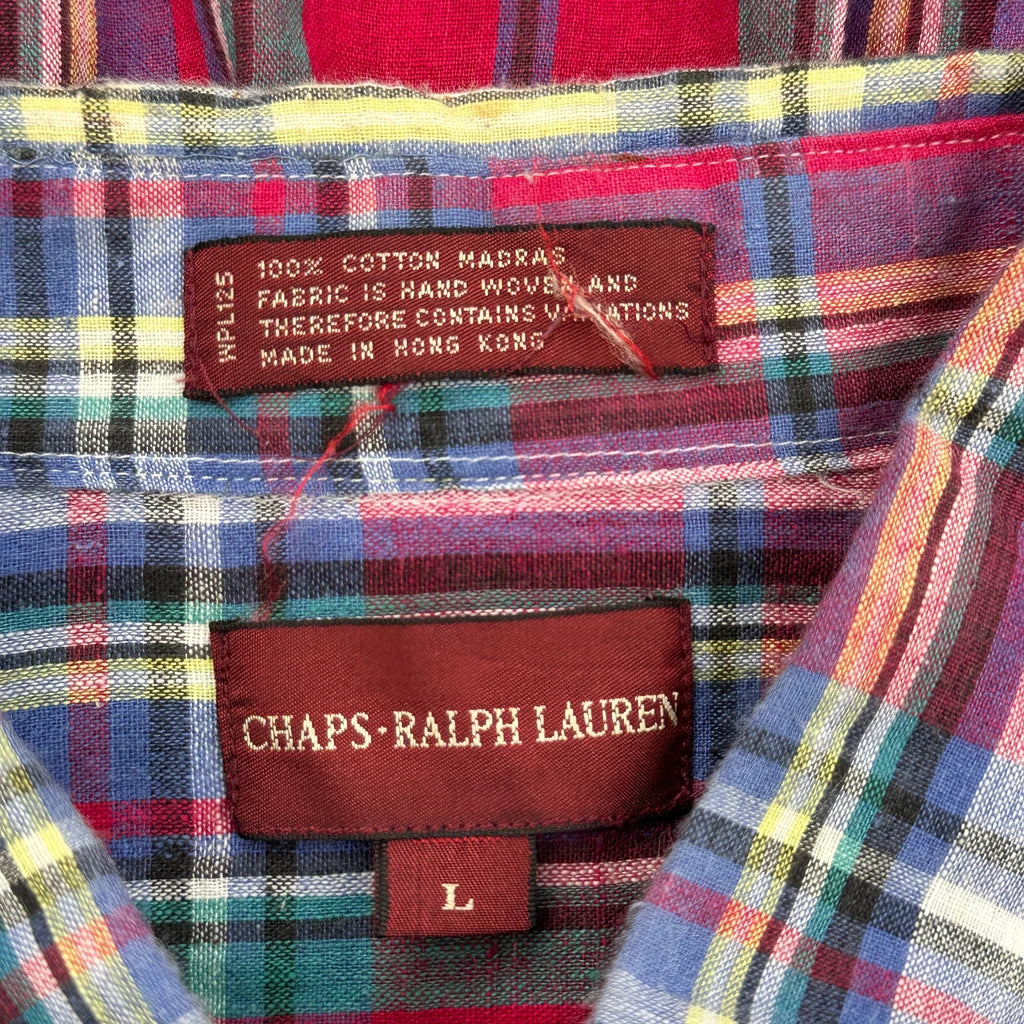 WPL125
100% COTTON MADRAS
FABRIC IS HAND WOVEN AND
THEREFORE CONTAINS VARIATIONS
MADE IN HONG KONG
CHAPS·RALPH LAUREN
L